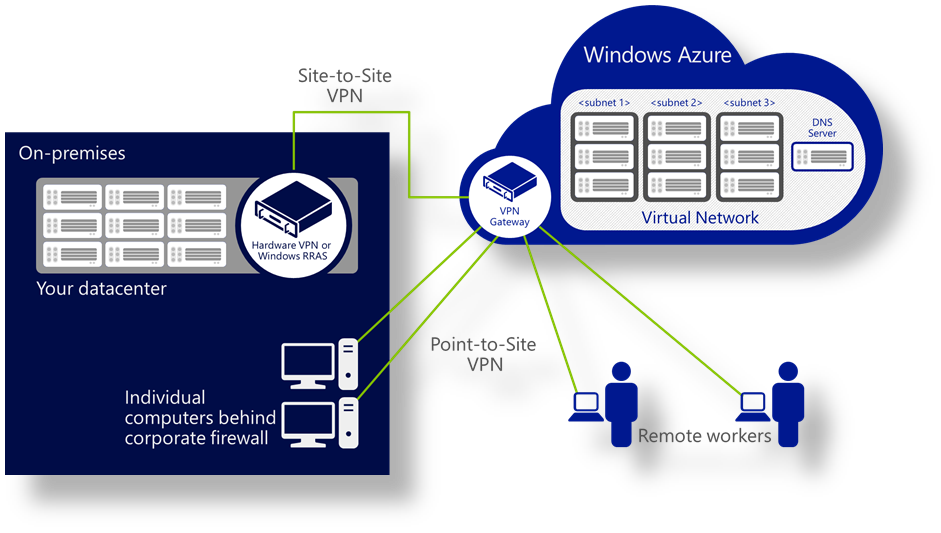 Site-to-Site
VPN
Windows Azure
<subnet 1>
<subnet 2>
<subnet 3>
DNS
Server
Virtual Network
VPN
Gateway
On-premises
Hardware VPN or
Windows RRAS
Your datacenter
Point-to-Site
VPN
Individual
computers behind
corporate firewall
Remote workers